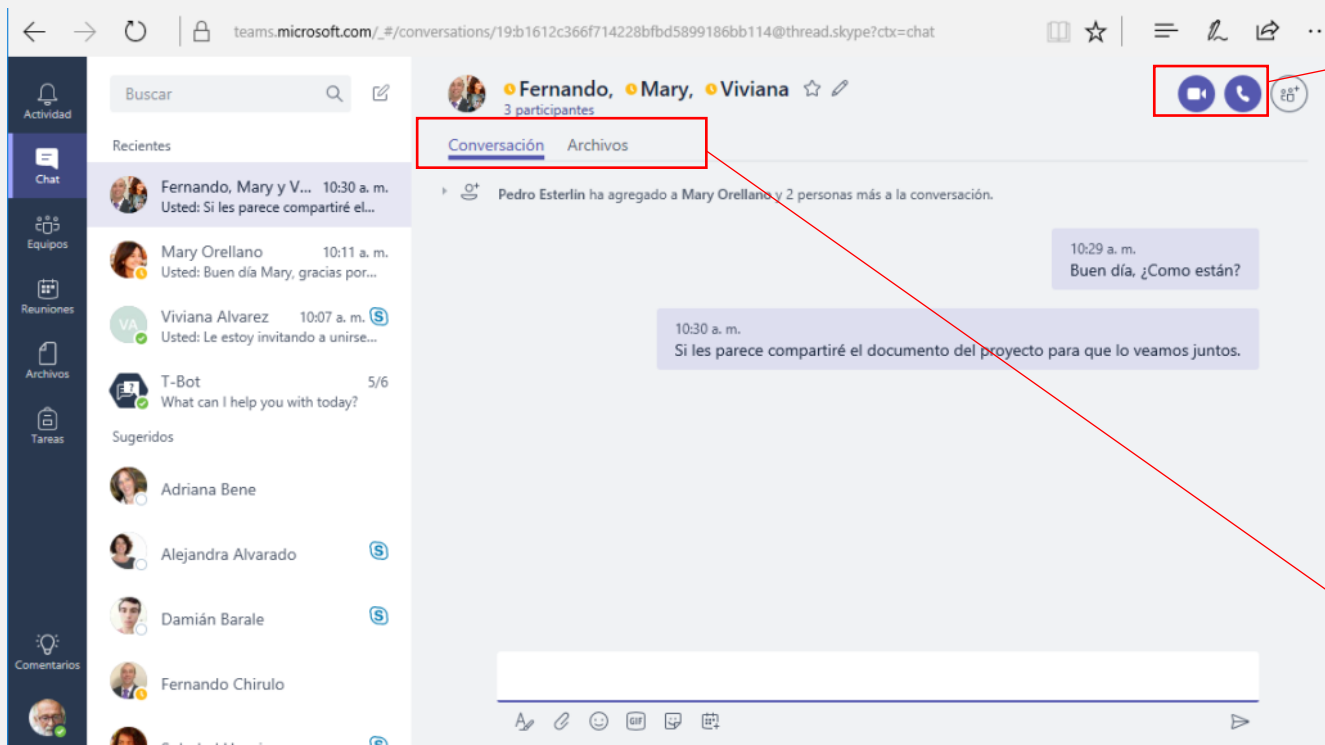 teams.microsoft.com/_#/conversations/19:b1612c366f714228bfbd5899186bb114@thread.skype?ctx=chat
Actividad
Chat
Equipos
Reuniones
Archivos
Tareas
Comentarios
Buscar
Recientes
Fernando, Mary y V... 10:30 a. m.
Usted: Si les parece compartiré el...
Mary Orellano 10:11 a. m.
Usted: Buen día Mary, gracias por...
VA
Viviana Alvarez 10:07 a. m.
Usted: Le estoy invitando a unirse...
T-Bot 5/6
What can I help you with today?
Sugeridos
Adriana Bene
Alejandra Alvarado
Damián Barale
Fernando Chirulo
Fernando, Mary, Viviana
3 participantes
Conversación Archivos
Pedro Esterlin ha agregado a Mary Orellano y 2 personas más a la conversación.
10:29 a. m.
Buen día, ¿Como están?
10:30 a. m.
Si les parece compartiré el documento del proyecto para que lo veamos juntos.
GIF